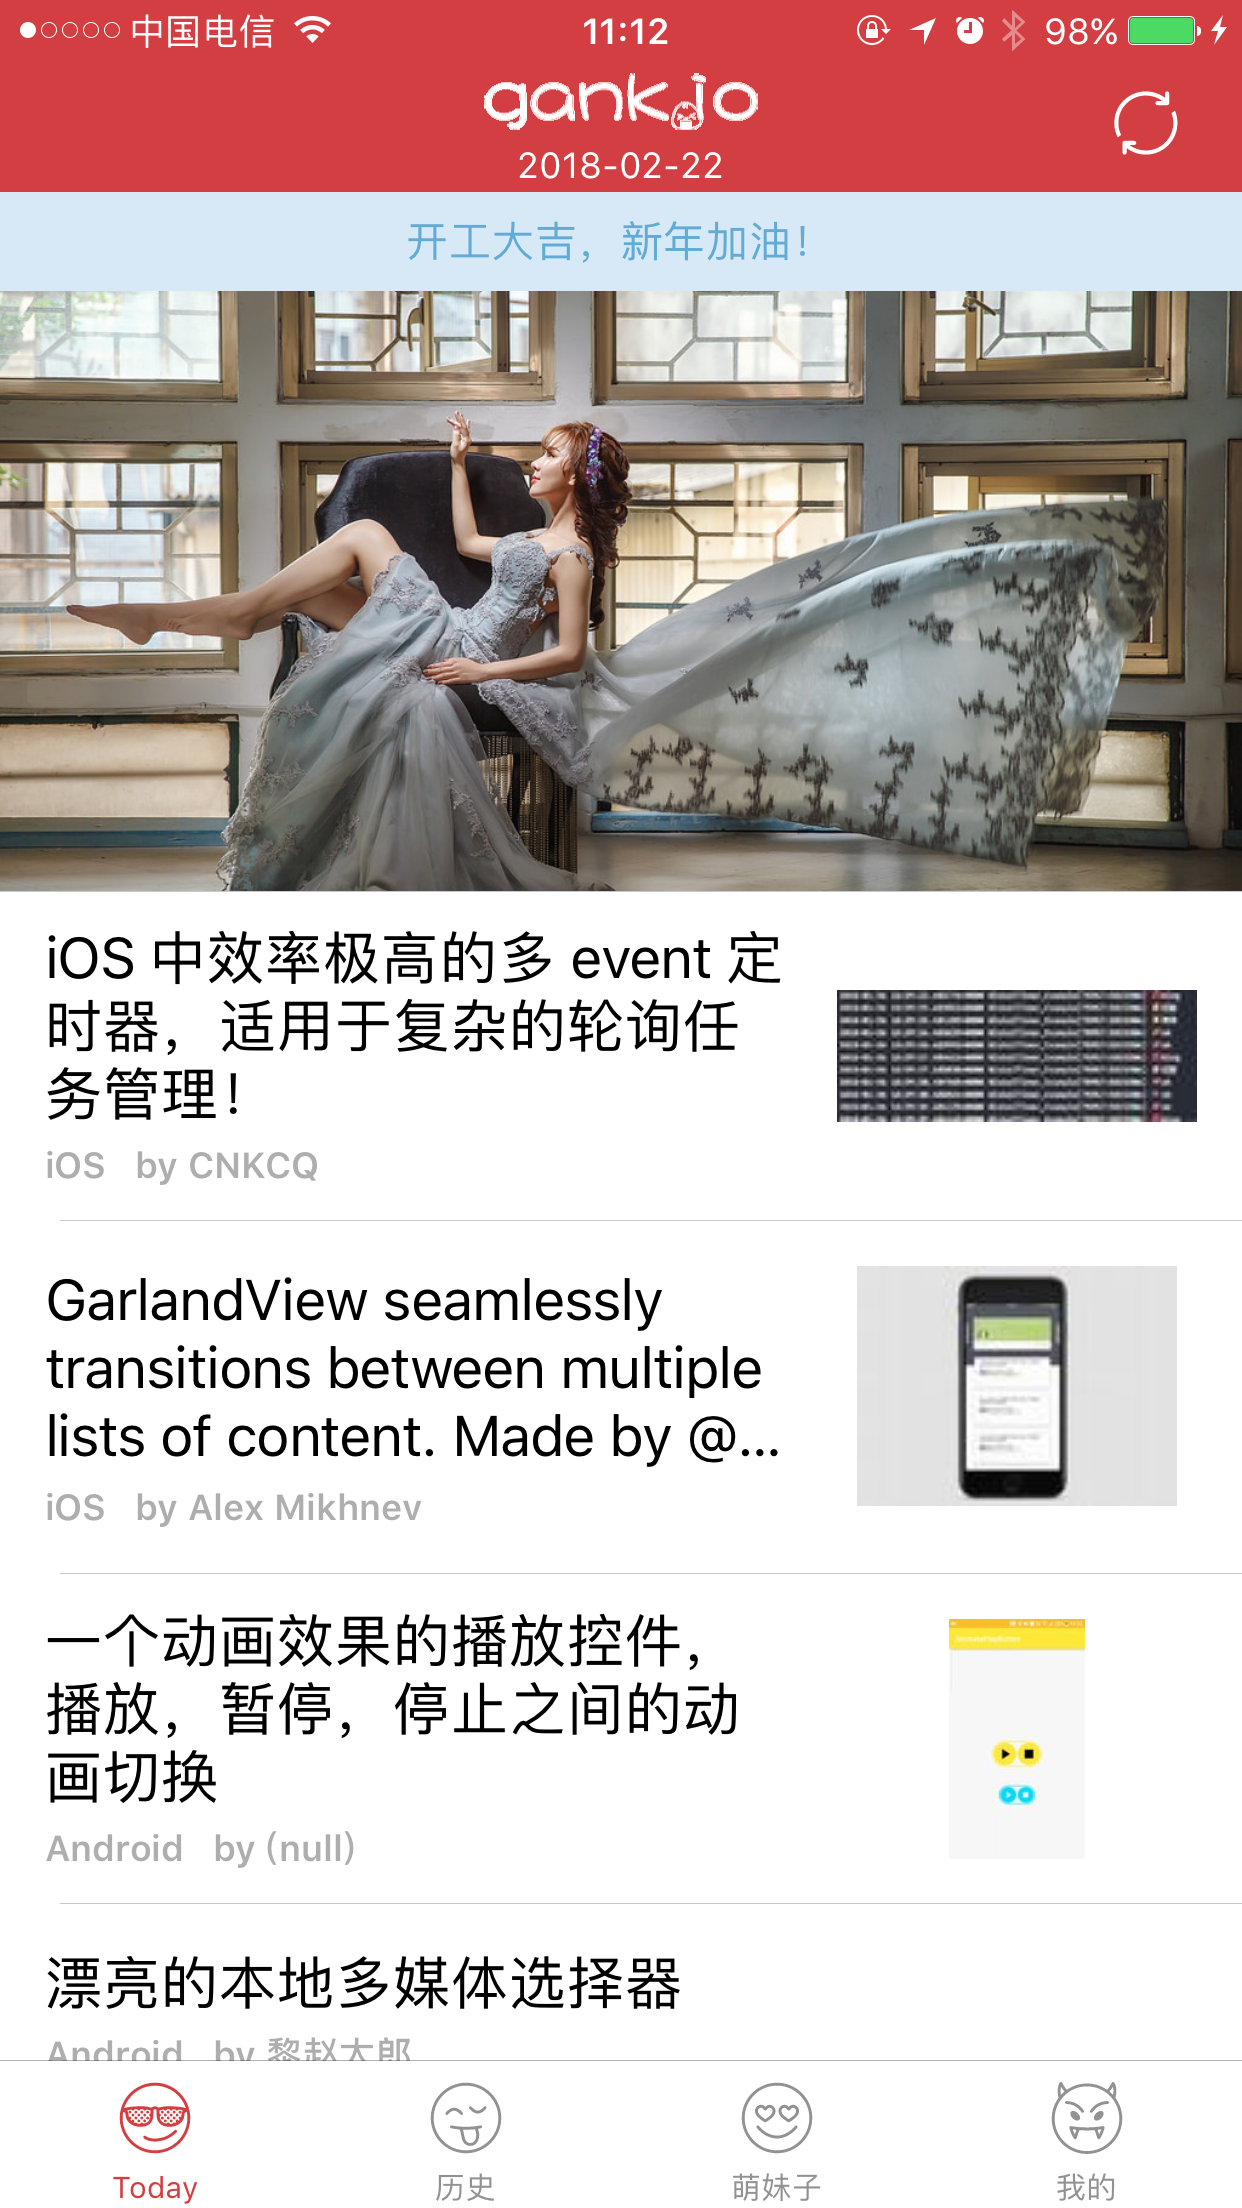 中国电信 11:12 98%
gank.io
2018-02-22
开工大吉，新年加油！
iOS 中效率极高的多 event 定
时器，适用于复杂的轮询任
务管理！
iOS by CNKCQ
GarlandView seamlessly
transitions between multiple
lists of content. Made by @...
iOS by Alex Mikhnev
一个动画效果的播放控件，
播放，暂停，停止之间的动
画切换
Android by (null)
漂亮的本地多媒体选择器
Android by 黎赵太郎
Today 历史 萌妹子 我的